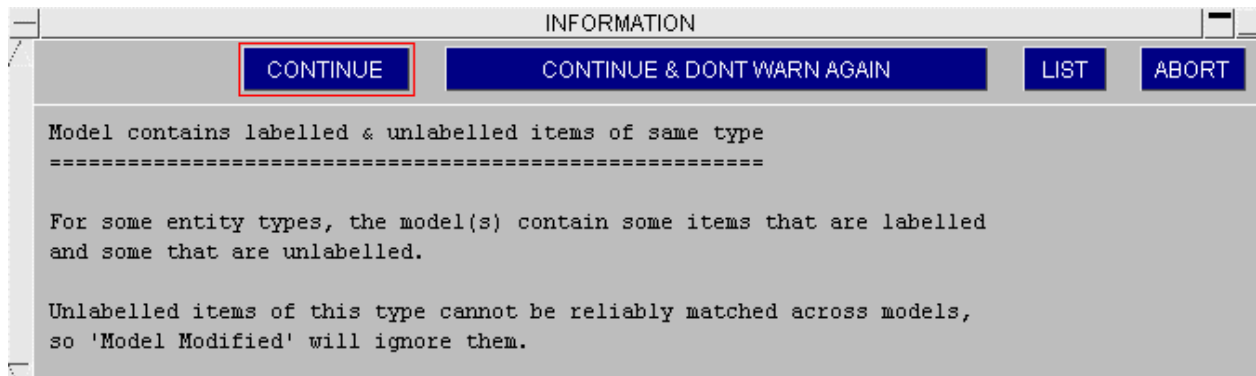 INFORMATION
CONTINUE CONTINUE & DONT WARN AGAIN LIST ABORT
Model contains labelled & unlabelled items of same type
=======================================================
For some entity types, the model(s) contain some items that are labelled
and some that are unlabelled.
Unlabelled items of this type cannot be reliably matched across models,
so 'Model Modified' will ignore them.